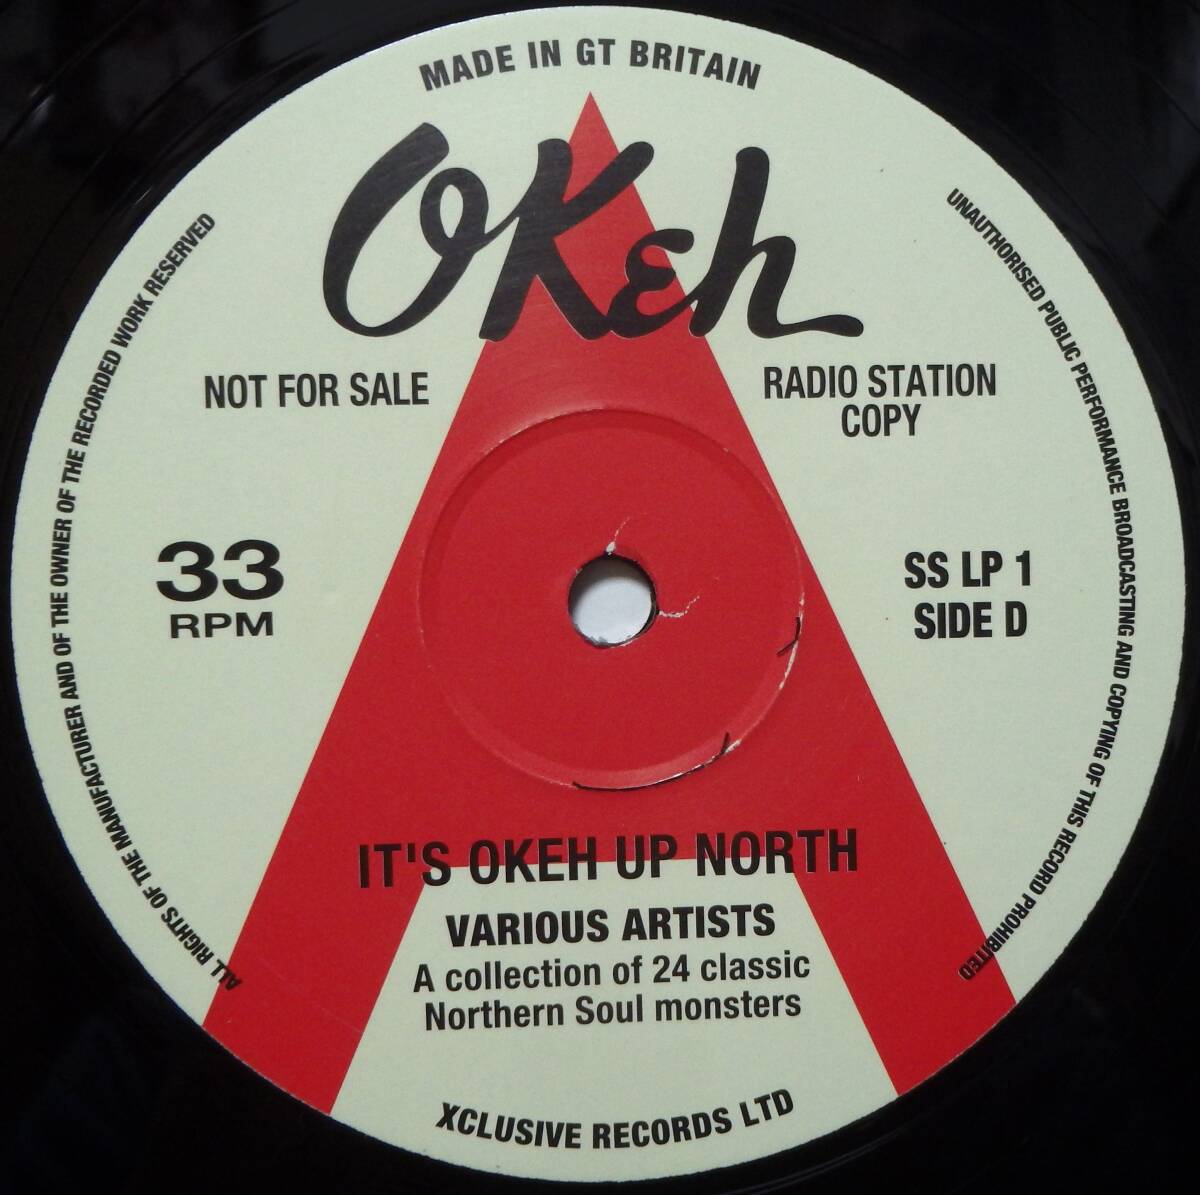 MADE IN GT BRITAIN
OKeh
NOT FOR SALE
RADIO STATION
COPY
33
RPM
SS LP 1
SIDE D
IT'S OKEH UP NORTH
VARIOUS ARTISTS
A collection of 24 classic
Northern Soul monsters
XCLUSIVE RECORDS LTD
ALL RIGHTS OF THE MANUFACTURER AND OF THE OWNER OF THE RECORDED WORK RESERVED
UNAUTHORISED PUBLIC PERFORMANCE BROADCASTING AND COPYING OF THIS RECORD PROHIBITED